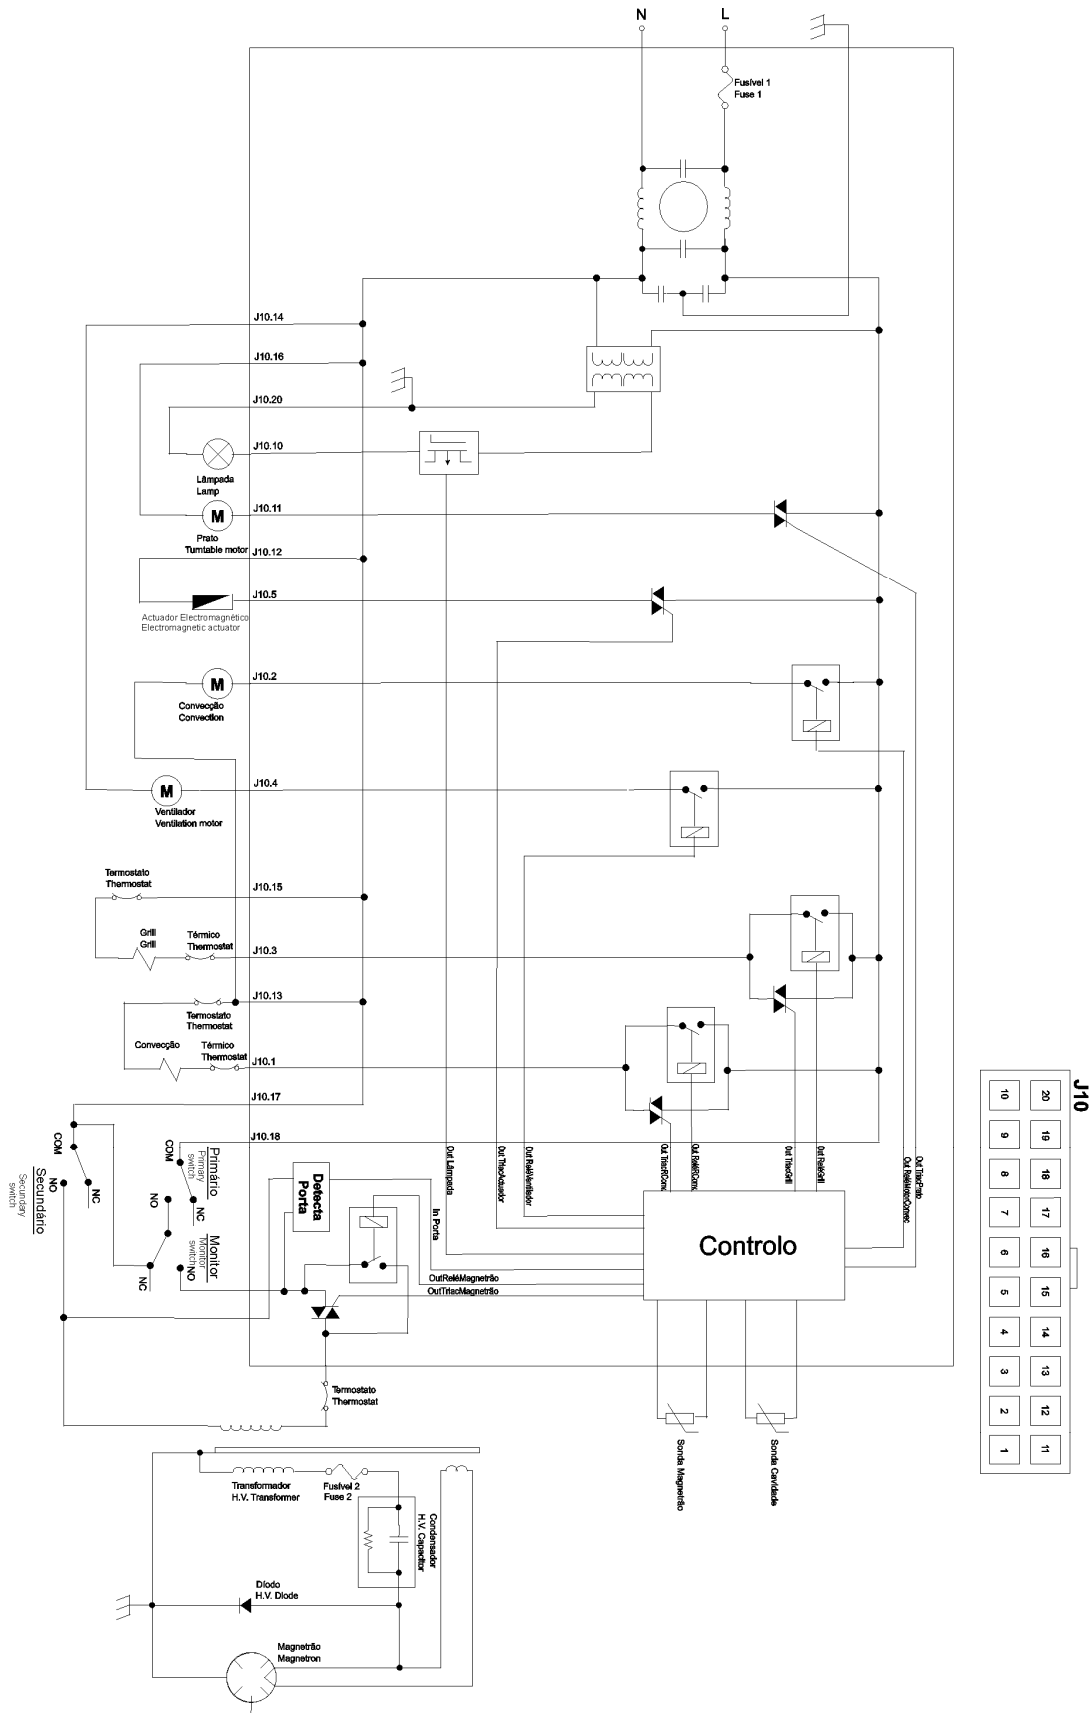 N
L
Fusível 1
Fuse 1
J10.14
J10.16
J10.20
J10.10
Lâmpada
Lamp
J10.11
M
Prato
Turntable motor
J10.12
J10.5
Actuador Electromagnético
Electromagnetic actuator
J10.2
M
Convecção
Convection
J10.4
M
Ventilador
Ventilation motor
Termostato
Thermostat
J10.15
Grill
Grill
Térmico
Thermostat
J10.3
J10.13
Termostato
Thermostat
Convecção
Térmico
Thermostat
J10.1
J10.17
J10.18
COM
NC
NO
Secundário
Secundary
switch
COM
Primário
Primary
switch
NC
NO
Monitor
Monitor
switch
NO
NC
Detecta
Porta
In Porta
Out Lâmpada
Out TriacActuador
Out ReléVentilador
Out TriacRConv.
Out ReléRConv.
Out TriacGrill
Out ReléGrill
Out TriacPrato
Out ReléMotorConvec
OutReléMagnetrão
OutTriacMagnetrão
Controlo
Termostato
Thermostat
Sonda Magnetrão
Sonda Cavidade
Transformador
H.V. Transformer
Fusível 2
Fuse 2
Condensador
H.V. Capacitor
Díodo
H.V. Diode
Magnetrão
Magnetron
J10
10 20
9 19
8 18
7 17
6 16
5 15
4 14
3 13
2 12
1 11